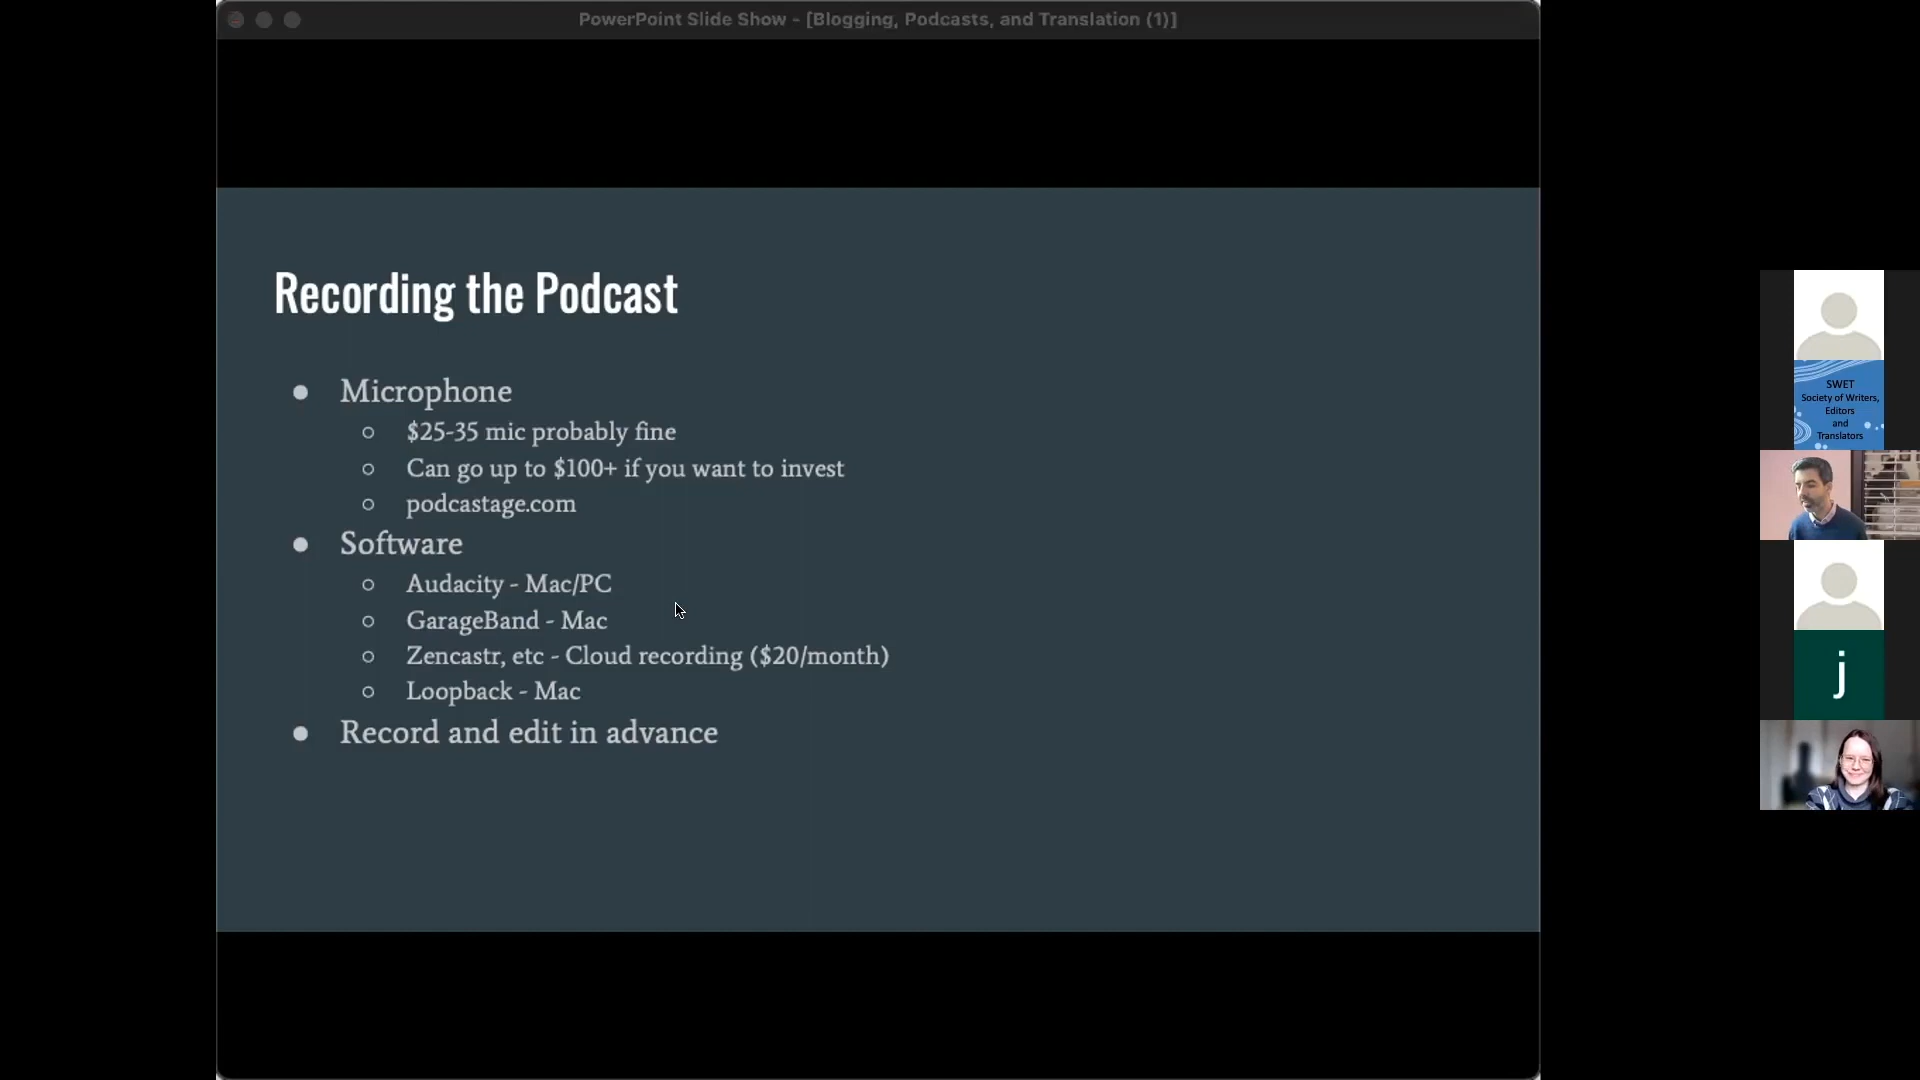 PowerPoint Slide Show - [Blogging, Podcasts, and Translation (1)]
Recording the Podcast
● Microphone
○ $25-35 mic probably fine
○ Can go up to $100+ if you want to invest
○ podcastage.com
● Software
○ Audacity - Mac/PC
○ GarageBand - Mac
○ Zencastr, etc - Cloud recording ($20/month)
○ Loopback - Mac
● Record and edit in advance
SWET
Society of Writers,
Editors
and
Translators
j